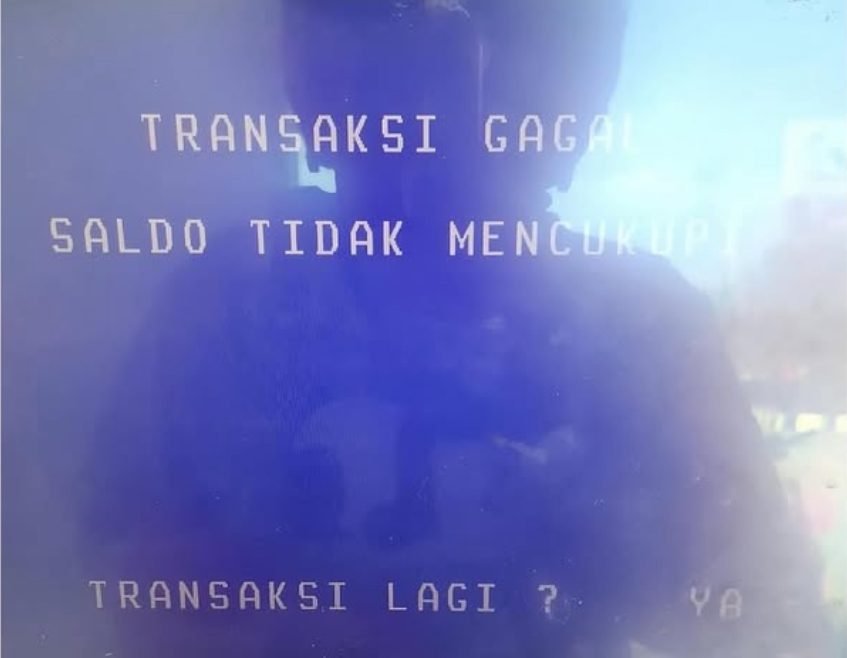 TRANSAKSI GAGAL
SALDO TIDAK MENCUKUPI
TRANSAKSI LAGI ? YA